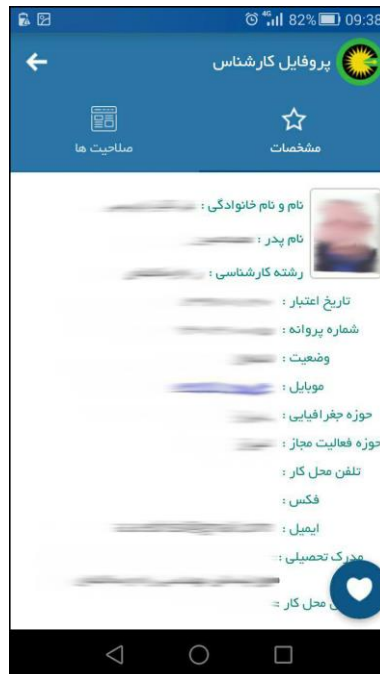 4G 82% 09:38
پروفایل کارشناس
مشخصات
صلاحیت ها
نام و نام خانوادگی :
نام پدر :
رشته کارشناسی :
تاریخ اعتبار :
شماره پروانه :
وضعیت :
موبایل :
حوزه جغرافیایی :
حوزه فعالیت مجاز :
تلفن محل کار :
فکس :
ایمیل :
مدرک تحصیلی :
محل کار :